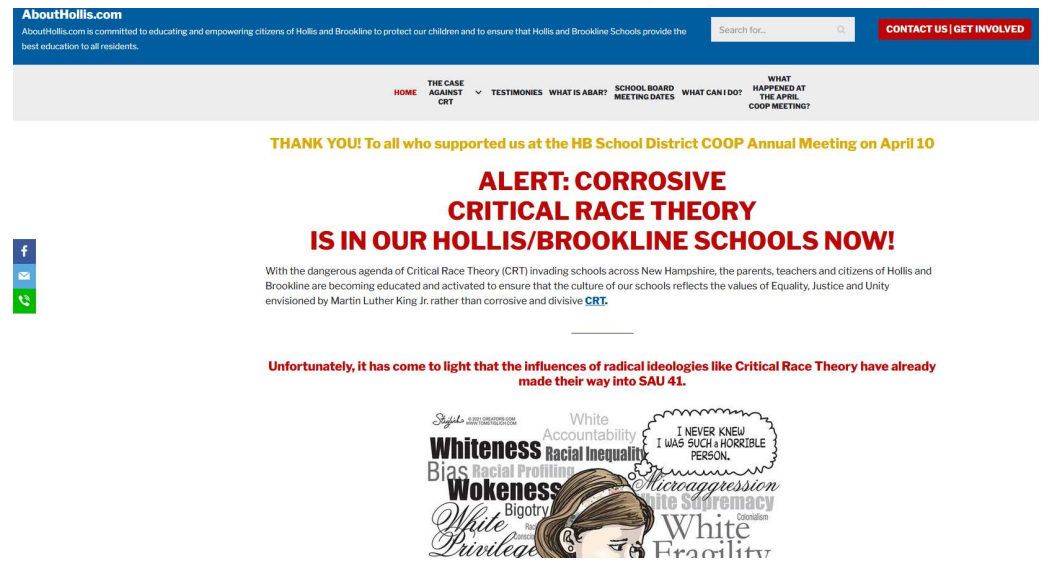 AboutHollis.com
AboutHollis.com is committed to educating and empowering citizens of Hollis and Brookline to protect our children and to ensure that Hollis and Brookline Schools provide the
best education to all residents.
Search for...
CONTACT US | GET INVOLVED
HOME
THE CASE
AGAINST
CRT
TESTIMONIES
WHAT IS ABAR?
SCHOOL BOARD
MEETING DATES
WHAT CAN I DO?
WHAT
HAPPENED AT
THE APRIL
COOP MEETING?
THANK YOU! To all who supported us at the HB School District COOP Annual Meeting on April 10
ALERT: CORROSIVE
CRITICAL RACE THEORY
IS IN OUR HOLLIS/BROOKLINE SCHOOLS NOW!
With the dangerous agenda of Critical Race Theory (CRT) invading schools across New Hampshire, the parents, teachers and citizens of Hollis and
Brookline are becoming educated and activated to ensure that the culture of our schools reflects the values of Equality, Justice and Unity
envisioned by Martin Luther King Jr. rather than corrosive and divisive CRT.
Unfortunately, it has come to light that the influences of radical ideologies like Critical Race Theory have already
made their way into SAU 41.
Stiglich © 2021 CREATORS.COM
WWW.TOMSTIGLICH.COM
White
Accountability
Whiteness
Racial Inequality
Bias
Racial Profiling
Wokeness
Bigotry
White
Privilege
I NEVER KNEW
I WAS SUCH a HORRIBLE
PERSON.
Microaggression
White Supremacy
Colonialism
White
Fragility